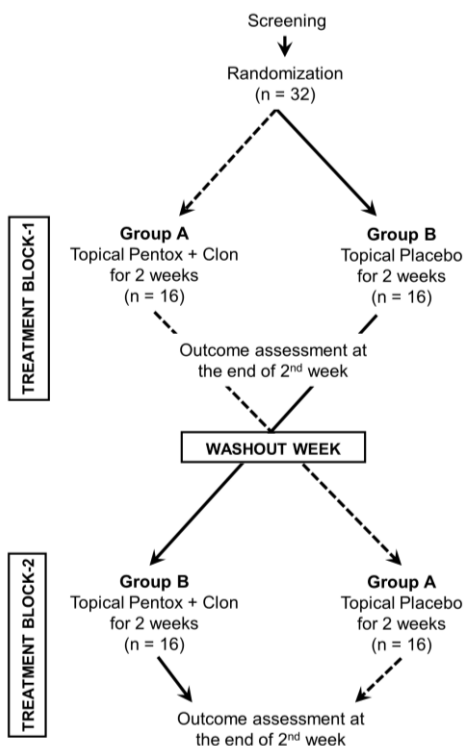 Screening
Randomization
(n = 32)
TREATMENT BLOCK-1
Group A
Topical Pentox + Clon
for 2 weeks
(n = 16)
Group B
Topical Placebo
for 2 weeks
(n = 16)
Outcome assessment at
the end of 2nd week
WASHOUT WEEK
TREATMENT BLOCK-2
Group B
Topical Pentox + Clon
for 2 weeks
(n = 16)
Group A
Topical Placebo
for 2 weeks
(n = 16)
Outcome assessment at
the end of 2nd week